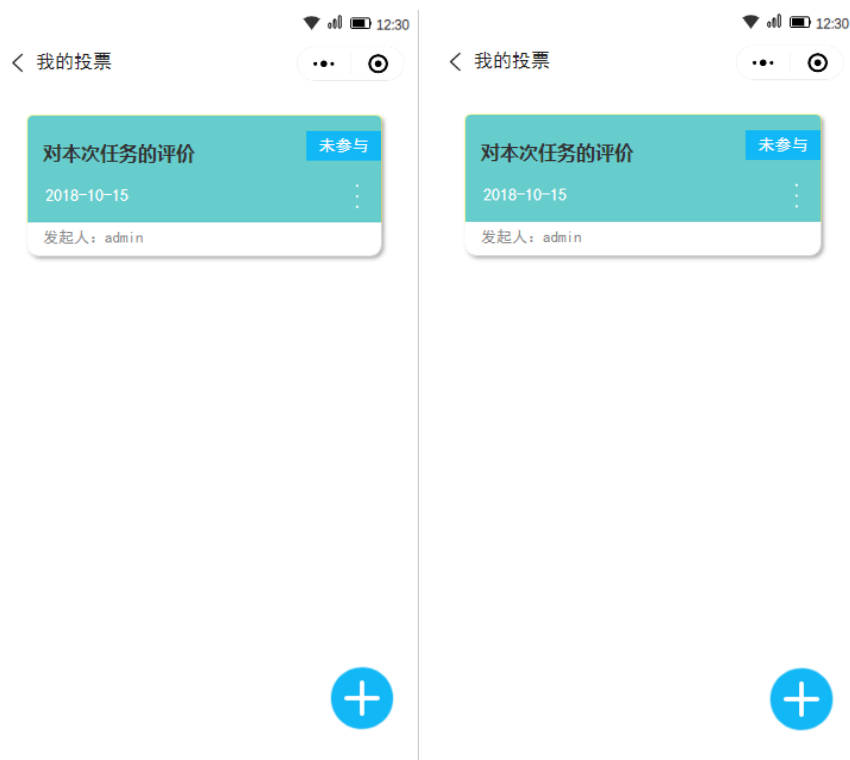 12:30
我的投票
对本次任务的评价
未参与
2018-10-15
发起人：admin
12:30
我的投票
对本次任务的评价
未参与
2018-10-15
发起人：admin